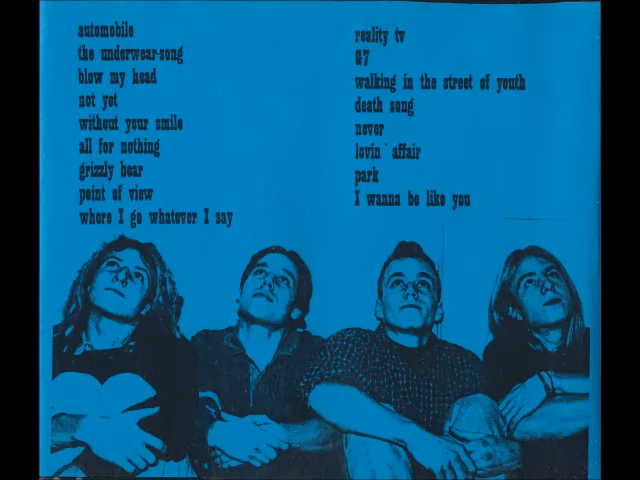 automobile
the underwear-song
blow my head
not yet
without your smile
all for nothing
grizzly bear
point of view
where I go whatever I say
reality tv
G7
walking in the street of youth
death song
never
lovin` affair
park
I wanna be like you